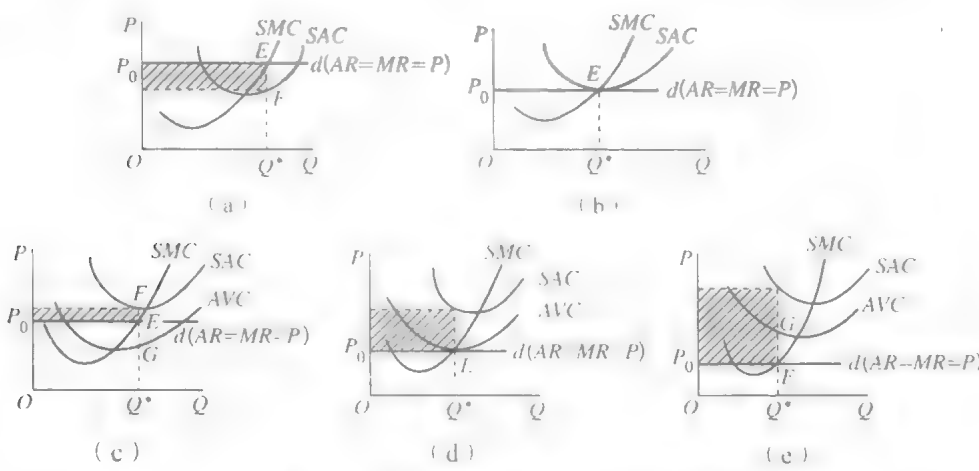 P
SMC
SAC
E
P₀
d(AR=MR=P)
F
O
Q*
Q
(a)
P
SMC
SAC
E
P₀
d(AR=MR=P)
O
Q*
Q
(b)
P
SMC
SAC
F
AVC
P₀
E
d(AR=MR-P)
G
O
Q*
Q
(c)
P
SMC
SAC
AVC
P₀
d(AR MR P)
O
Q*
Q
(d)
P
SMC
SAC
AVC
G
P₀
d(AR-MR=P)
F
O
Q*
Q
(e)